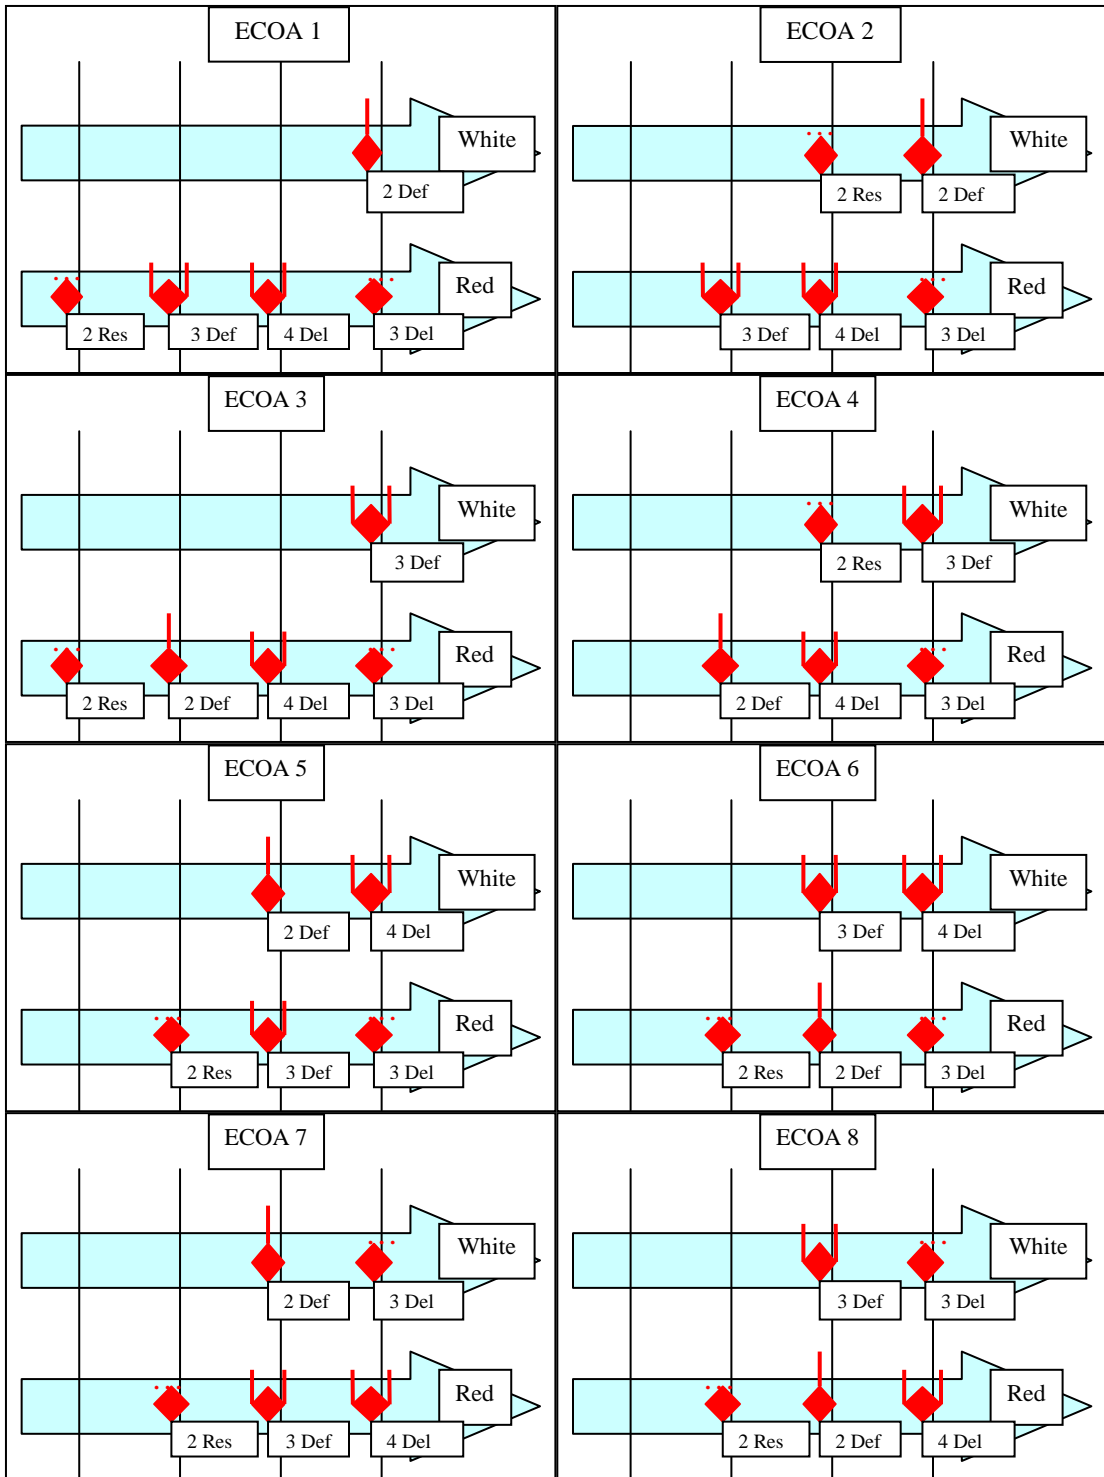 ECOA 1
White
2 Def
Red
2 Res 3 Def 4 Del 3 Del
ECOA 2
White
2 Res 2 Def
Red
3 Def 4 Del 3 Del
ECOA 3
White
3 Def
Red
2 Res 2 Def 4 Del 3 Del
ECOA 4
White
2 Res 3 Def
Red
2 Def 4 Del 3 Del
ECOA 5
White
2 Def 4 Del
Red
2 Res 3 Def 3 Del
ECOA 6
White
3 Def 4 Del
Red
2 Res 2 Def 3 Del
ECOA 7
White
2 Def 3 Del
Red
2 Res 3 Def 4 Del
ECOA 8
White
3 Def 3 Del
Red
2 Res 2 Def 4 Del